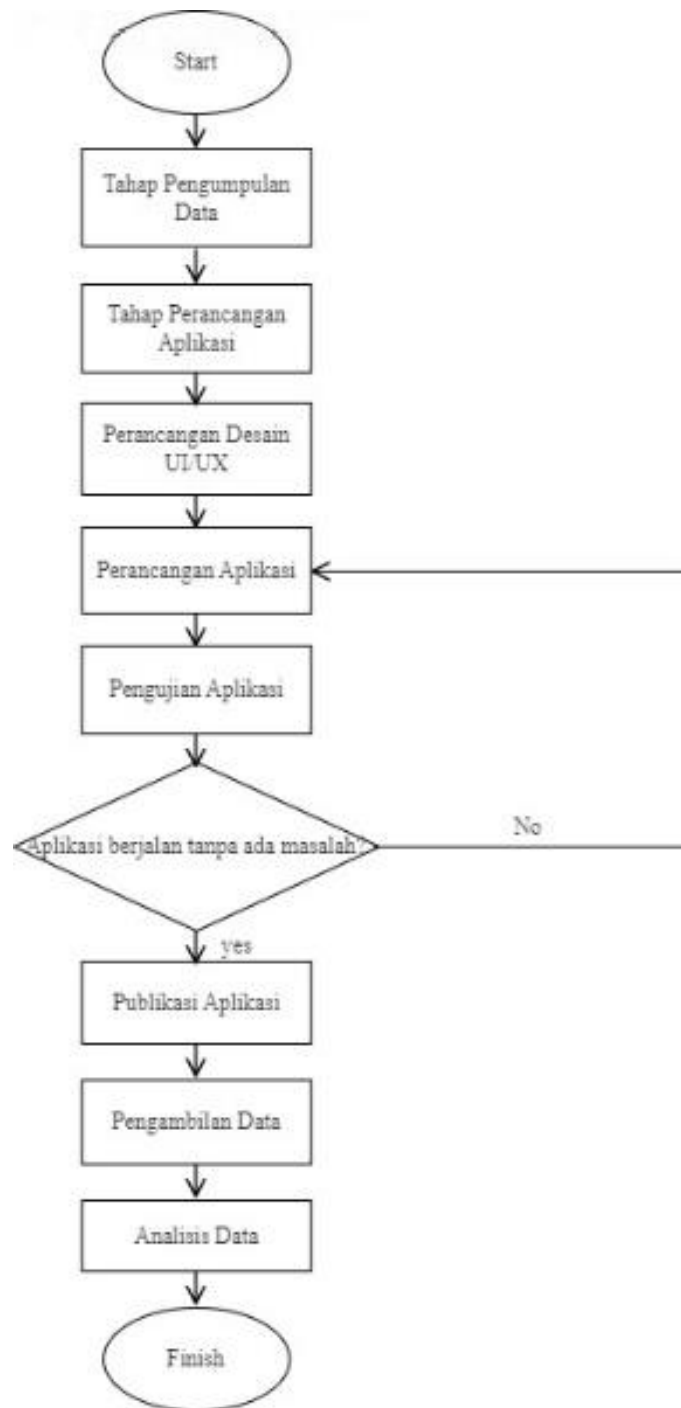 Start
Tahap Pengumpulan
Data
Tahap Perancangan
Aplikasi
Perancangan Desain
UI/UX
Perancangan Aplikasi
Pengujian Aplikasi
Aplikasi berjalan tanpa ada masalah?
No
yes
Publikasi Aplikasi
Pengambilan Data
Analisis Data
Finish